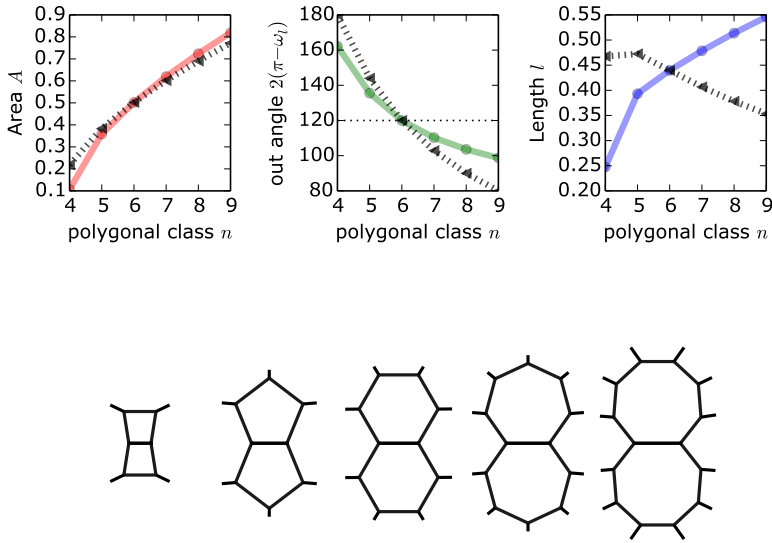 0.9
0.8
0.7
0.6
0.5
0.4
0.3
0.2
0.1
Area A
4 5 6 7 8 9
polygonal class n
180
160
140
120
100
80
out angle 2(π−ω_l)
4 5 6 7 8 9
polygonal class n
0.55
0.50
0.45
0.40
0.35
0.30
0.25
0.20
Length l
4 5 6 7 8 9
polygonal class n